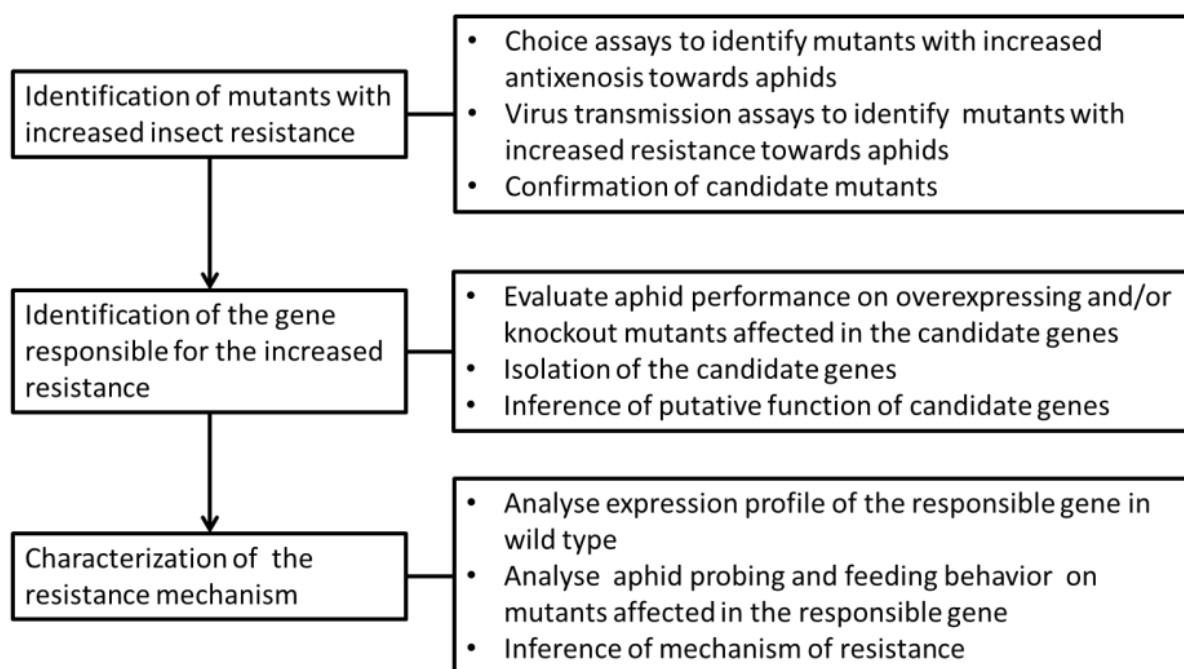 Identification of mutants with
increased insect resistance
• Choice assays to identify mutants with increased
antixenosis towards aphids
• Virus transmission assays to identify mutants with
increased resistance towards aphids
• Confirmation of candidate mutants
Identification of the gene
responsible for the increased
resistance
• Evaluate aphid performance on overexpressing and/or
knockout mutants affected in the candidate genes
• Isolation of the candidate genes
• Inference of putative function of candidate genes
Characterization of the
resistance mechanism
• Analyse expression profile of the responsible gene in
wild type
• Analyse aphid probing and feeding behavior on
mutants affected in the responsible gene
• Inference of mechanism of resistance